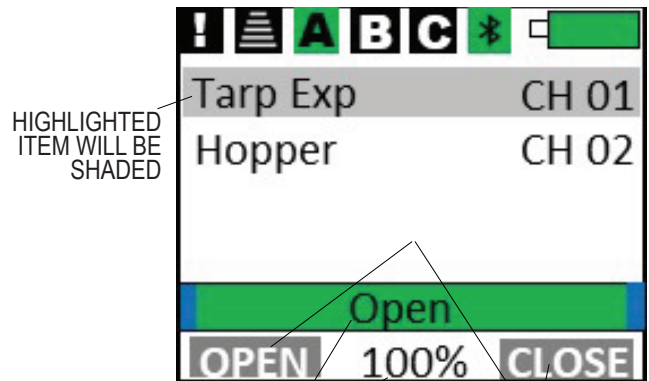 ! A B C
Tarp Exp CH 01
HIGHLIGHTED
ITEM WILL BE
SHADED
Hopper CH 02
Open
OPEN 100% CLOSE